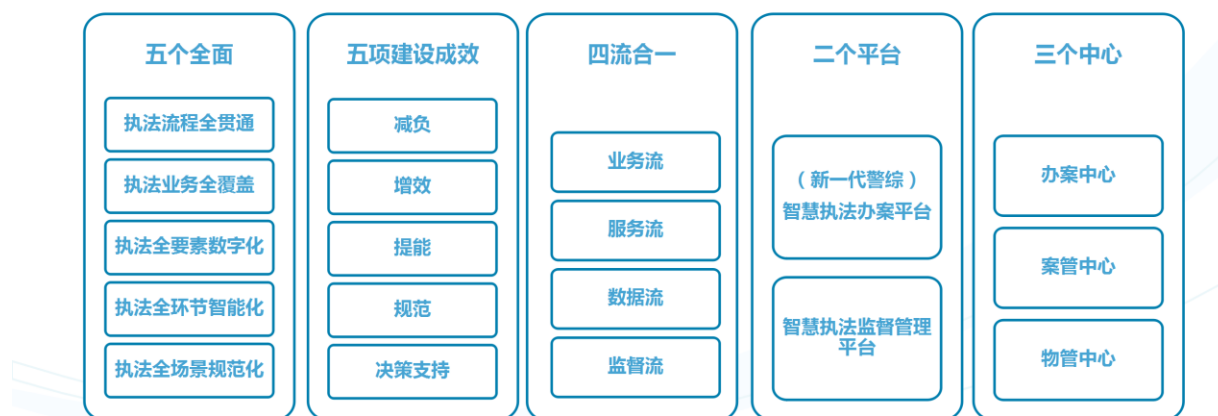 五个全面
执法流程全贯通
执法业务全覆盖
执法全要素数字化
执法全环节智能化
执法全场景规范化
五项建设成效
减负
增效
提能
规范
决策支持
四流合一
业务流
服务流
数据流
监督流
二个平台
（新一代警综）
智慧执法办案平台
智慧执法监督管理
平台
三个中心
办案中心
案管中心
物管中心